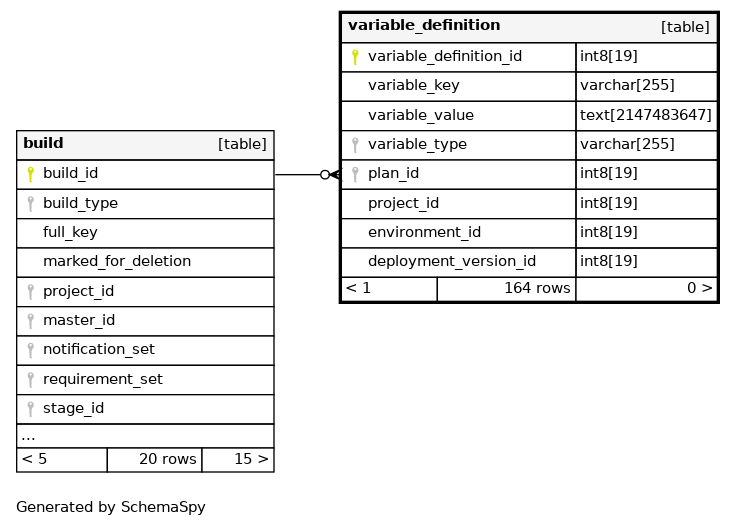 variable_definition [table]
variable_definition_id int8[19]
variable_key varchar[255]
variable_value text[2147483647]
variable_type varchar[255]
plan_id int8[19]
project_id int8[19]
environment_id int8[19]
deployment_version_id int8[19]
< 1 164 rows 0 >
build [table]
build_id
build_type
full_key
marked_for_deletion
project_id
master_id
notification_set
requirement_set
stage_id
...
< 5 20 rows 15 >
Generated by SchemaSpy